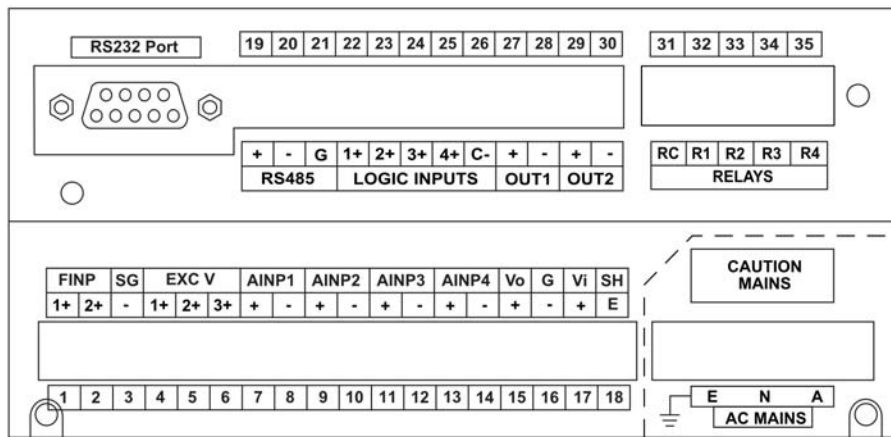 RS232 Port 19 20 21 22 23 24 25 26 27 28 29 30 31 32 33 34 35
+ - G 1+ 2+ 3+ 4+ C- + - + - RC R1 R2 R3 R4
RS485 LOGIC INPUTS OUT1 OUT2 RELAYS
CAUTION
MAINS
FINP SG EXC V AINP1 AINP2 AINP3 AINP4 Vo G Vi SH
1+ 2+ - 1+ 2+ 3+ + - + - + - + - + - + E
1 2 3 4 5 6 7 8 9 10 11 12 13 14 15 16 17 18 E N A
AC MAINS